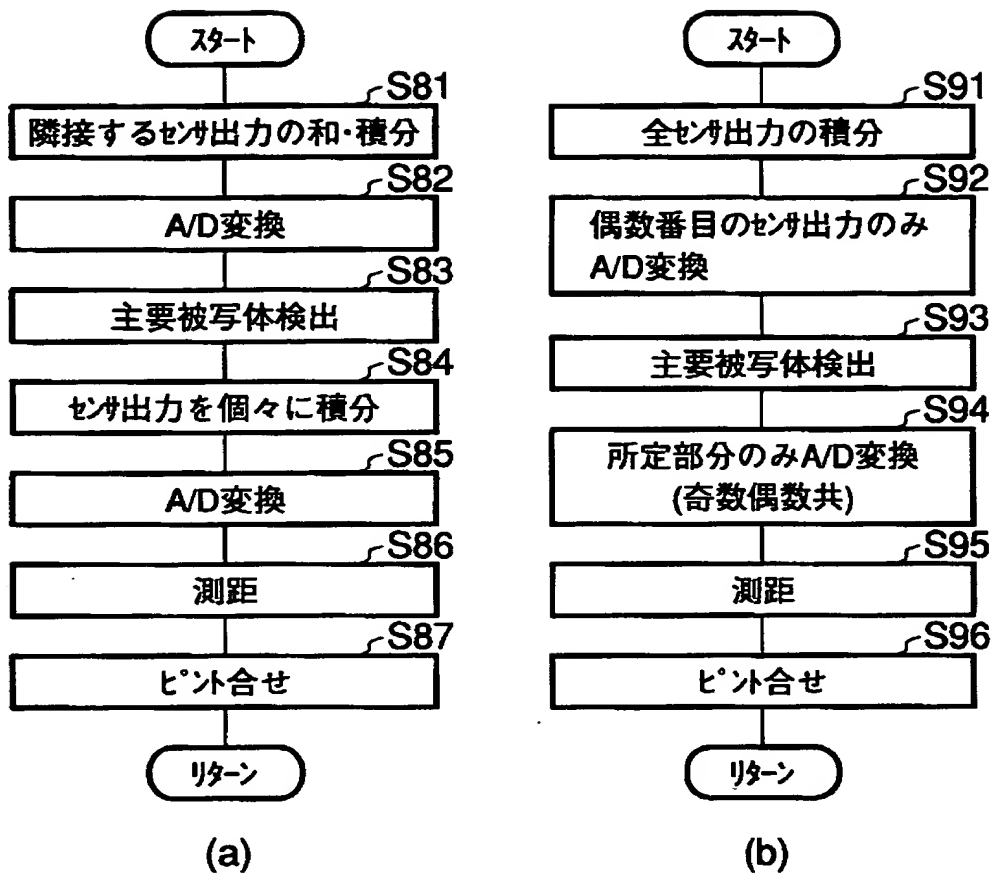 スタート
S81
隣接するセンサ出力の和・積分
S82
A/D変換
S83
主要被写体検出
S84
センサ出力を個々に積分
S85
A/D変換
S86
測距
S87
ピント合せ
リターン
(a)
スタート
S91
全センサ出力の積分
S92
偶数番目のセンサ出力のみ
A/D変換
S93
主要被写体検出
S94
所定部分のみA/D変換
(奇数偶数共)
S95
測距
S96
ピント合せ
リターン
(b)